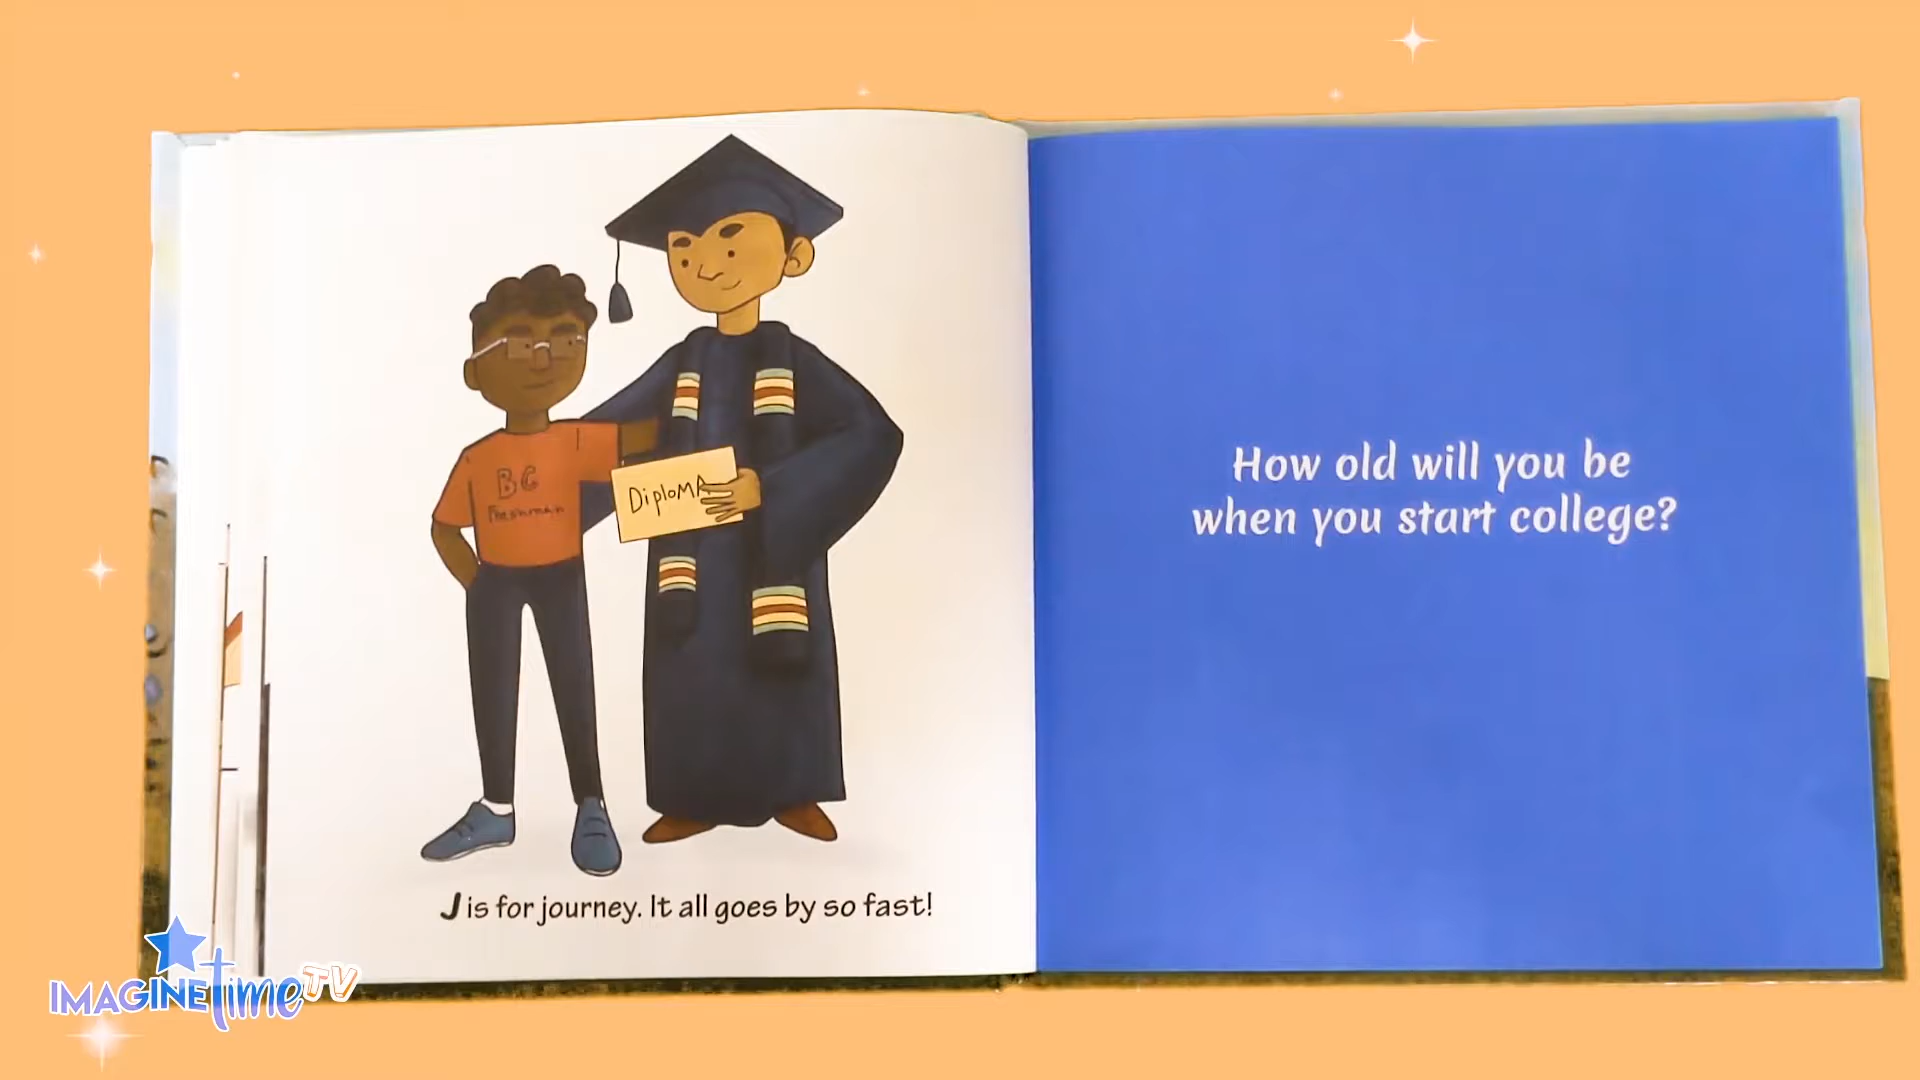 BC
Freshman
Diploma
J is for journey. It all goes by so fast!
How old will you be
when you start college?
IMAGINE time TV